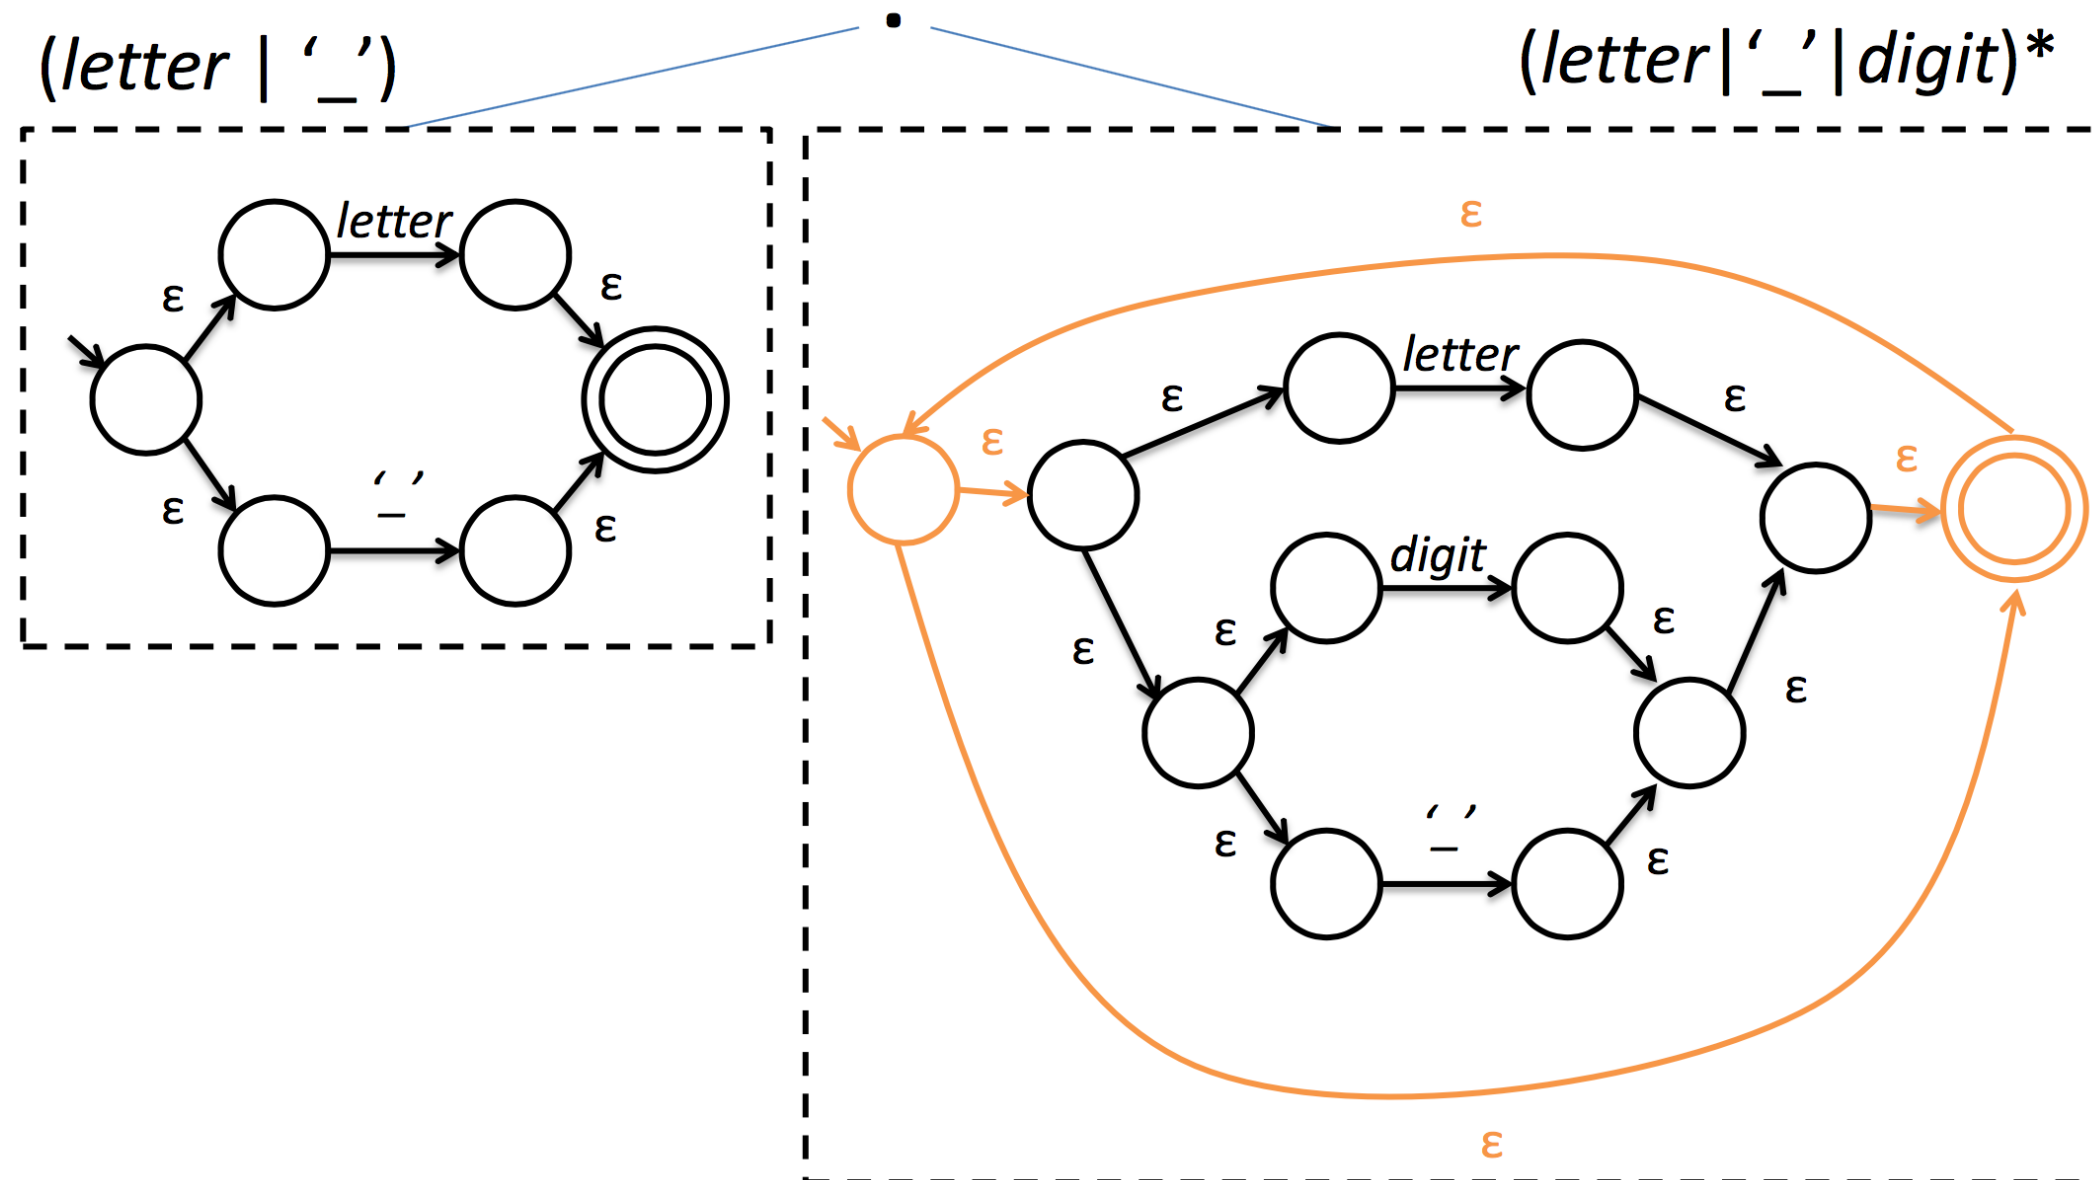 .
(letter | ‘_’)
(letter|‘_’|digit)*
letter
ε
ε
‘_’
ε
ε
ε
letter
ε
ε
ε
ε
digit
ε
ε
ε
ε
‘_’
ε
ε
ε